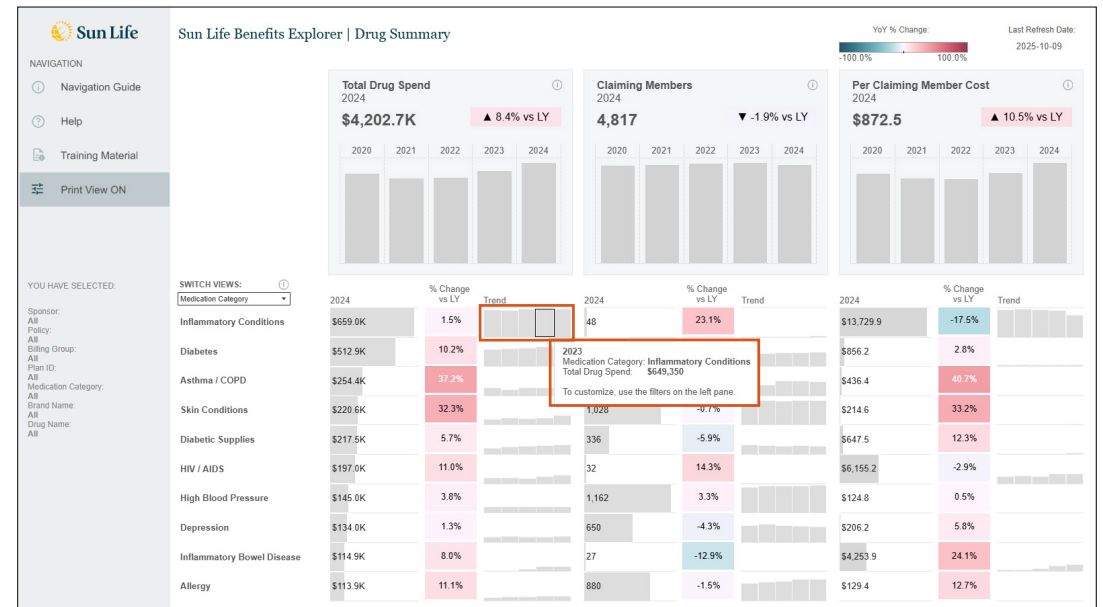 Sun Life
Sun Life Benefits Explorer | Drug Summary
YoY % Change:
-100.0% 100.0%
Last Refresh Date:
2025-10-09
NAVIGATION
Navigation Guide
Help
Training Material
Print View ON
YOU HAVE SELECTED:
Sponsor:
All
Policy:
All
Billing Group:
All
Plan ID:
All
Medication Category:
All
Brand Name:
All
Drug Name:
All
Total Drug Spend
2024
$4,202.7K ▲ 8.4% vs LY
2020 2021 2022 2023 2024
Claiming Members
2024
4,817 ▼ -1.9% vs LY
2020 2021 2022 2023 2024
Per Claiming Member Cost
2024
$872.5 ▲ 10.5% vs LY
2020 2021 2022 2023 2024
SWITCH VIEWS:
Medication Category
2024 % Change vs LY Trend 2024 % Change vs LY Trend 2024 % Change vs LY Trend
Inflammatory Conditions $659.0K 1.5% 48 23.1% $13,729.9 -17.5%
Diabetes $512.9K 10.2% $856.2 2.8%
2023
Medication Category: Inflammatory Conditions
Total Drug Spend: $649,350
To customize, use the filters on the left pane.
Asthma / COPD $254.4K 37.2% $436.4 40.7%
Skin Conditions $220.6K 32.3% 1,028 -0.7% $214.6 33.2%
Diabetic Supplies $217.5K 5.7% 336 -5.9% $647.5 12.3%
HIV / AIDS $197.0K 11.0% 32 14.3% $6,155.2 -2.9%
High Blood Pressure $145.0K 3.8% 1,162 3.3% $124.8 0.5%
Depression $134.0K 1.3% 650 -4.3% $206.2 5.8%
Inflammatory Bowel Disease $114.9K 8.0% 27 -12.9% $4,253.9 24.1%
Allergy $113.9K 11.1% 880 -1.5% $129.4 12.7%